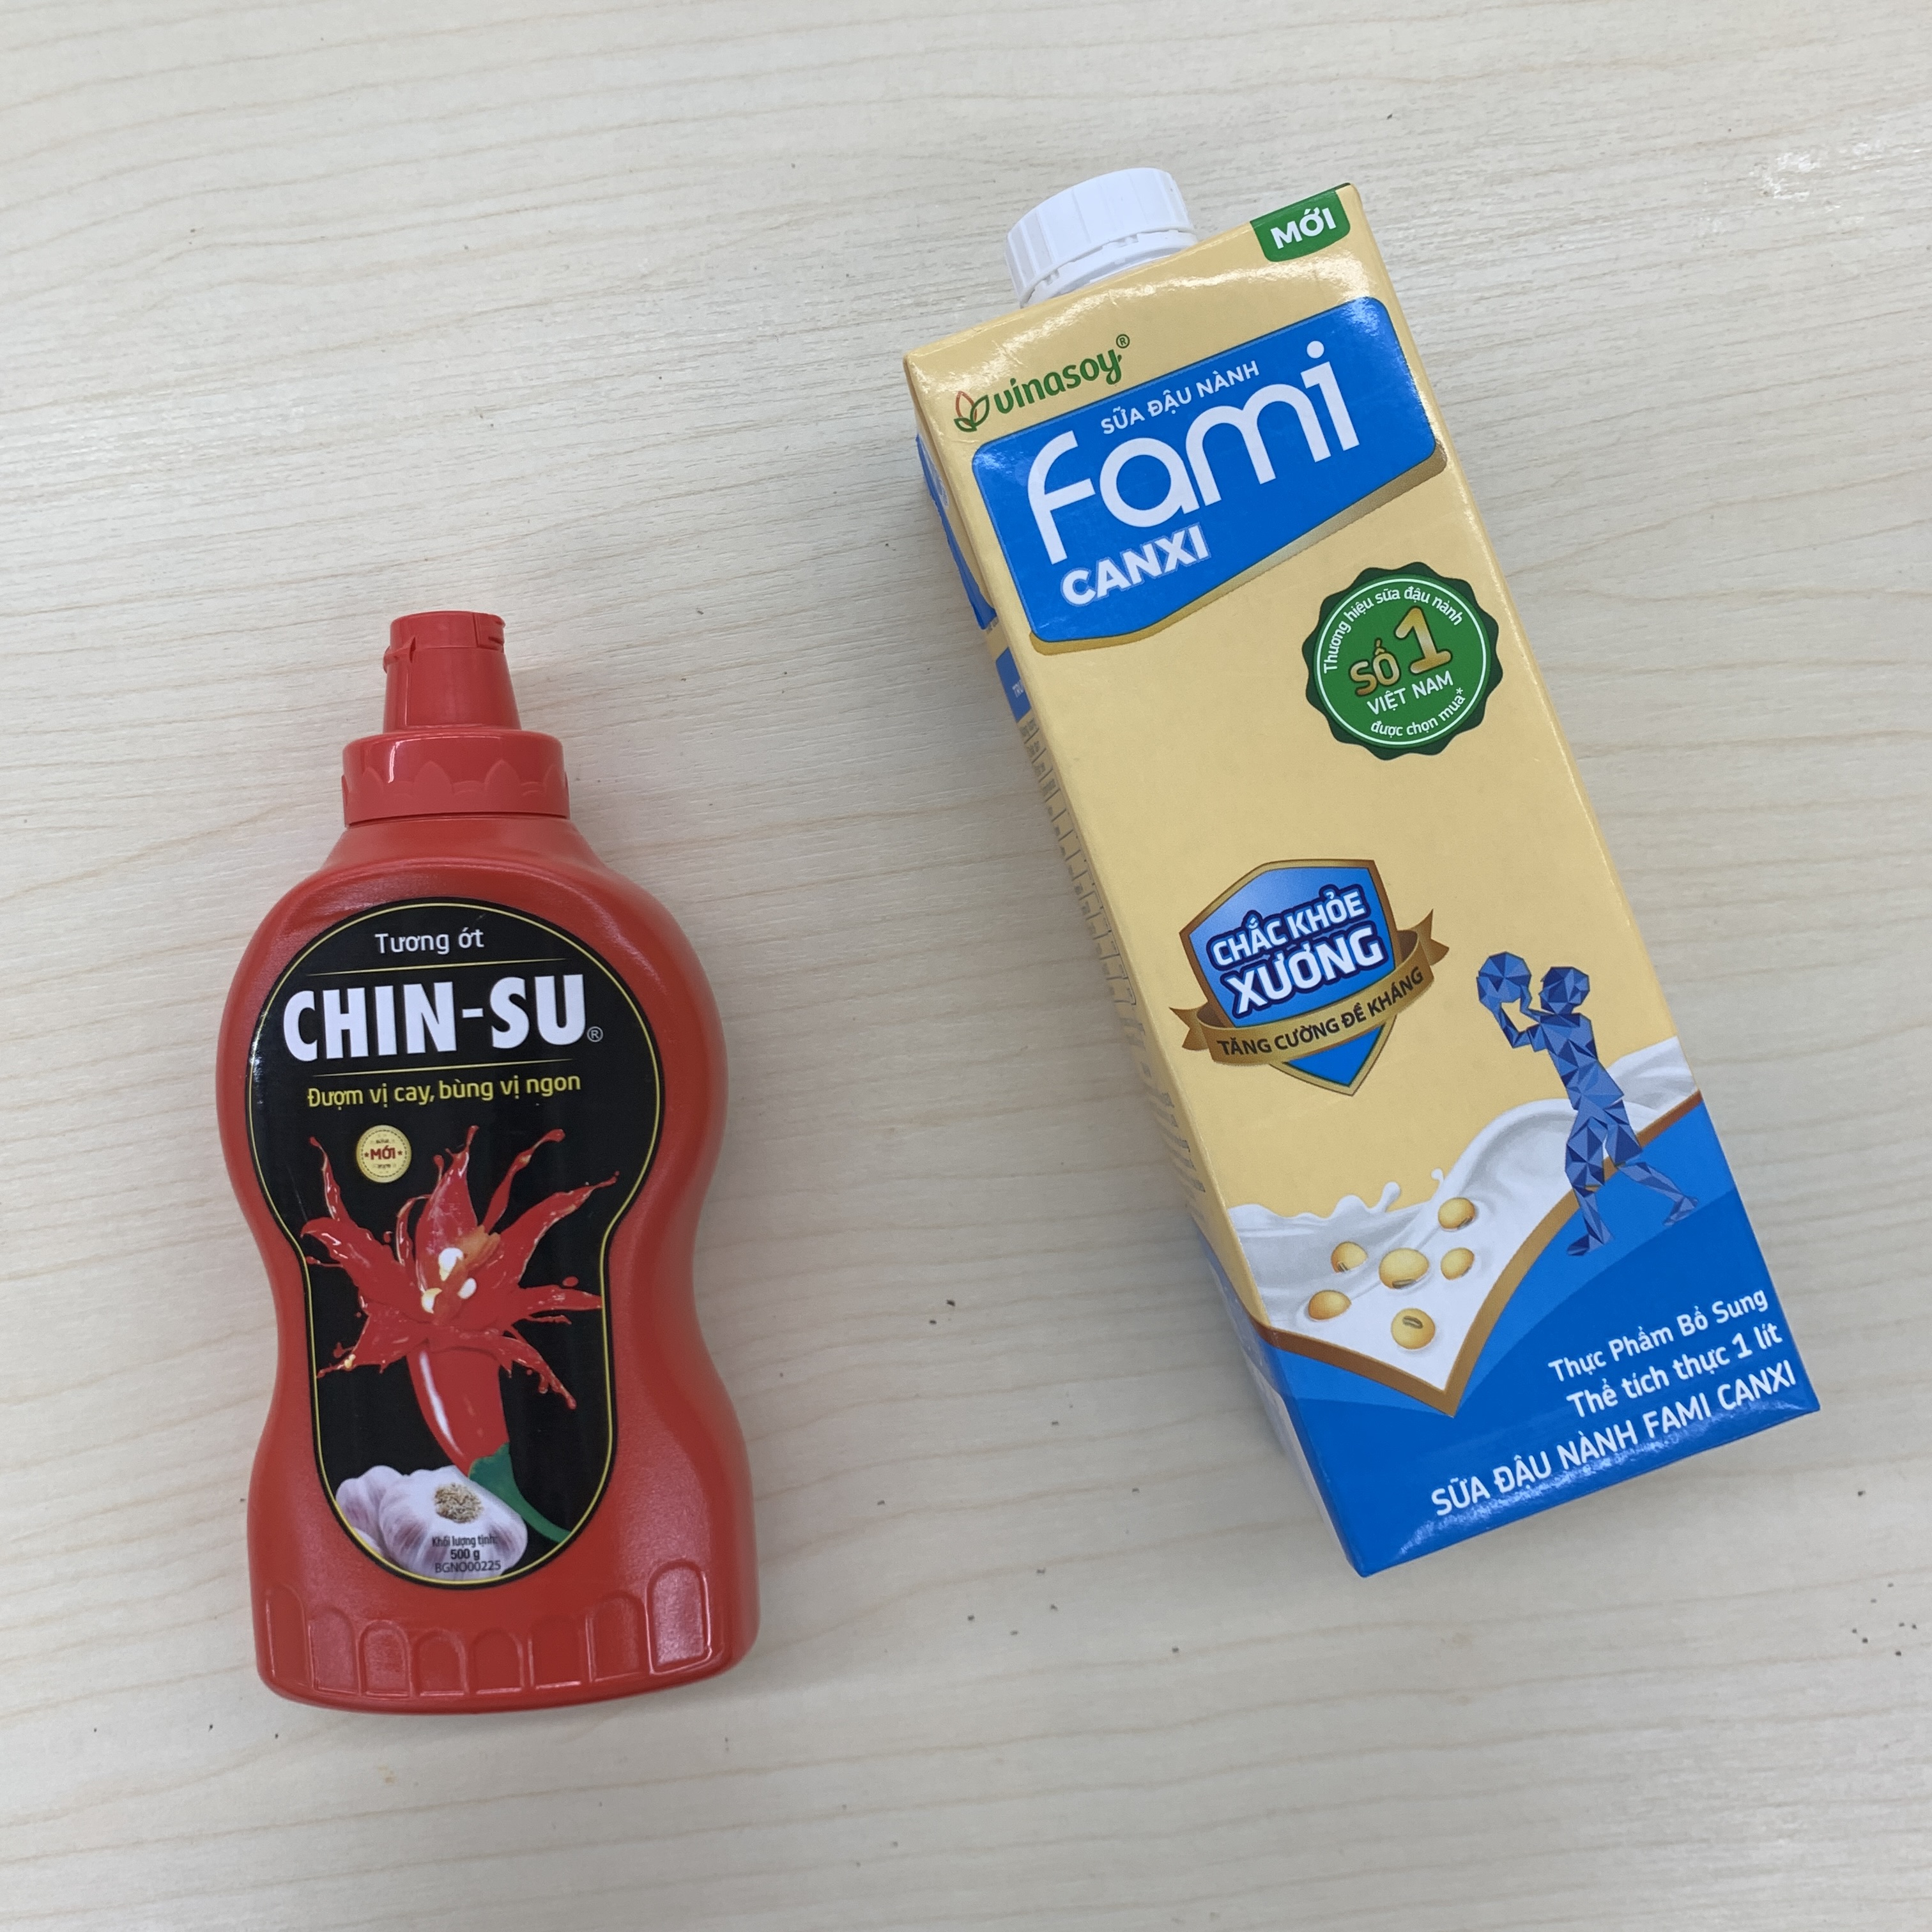 Tương ớt
CHIN-SU®
Đượm vị cay, bùng vị ngon
MỚI
Khối lượng tịnh:
500 g
BGNO00225
MỚI
vinasoy®
SỮA ĐẬU NÀNH
Fami
CANXI
Thương hiệu sữa đậu nành
SỐ 1
VIỆT NAM
được chọn mua*
CHẮC KHỎE
XƯƠNG
TĂNG CƯỜNG ĐỀ KHÁNG
Thực Phẩm Bổ Sung
Thể tích thực 1 lít
SỮA ĐẬU NÀNH FAMI CANXI